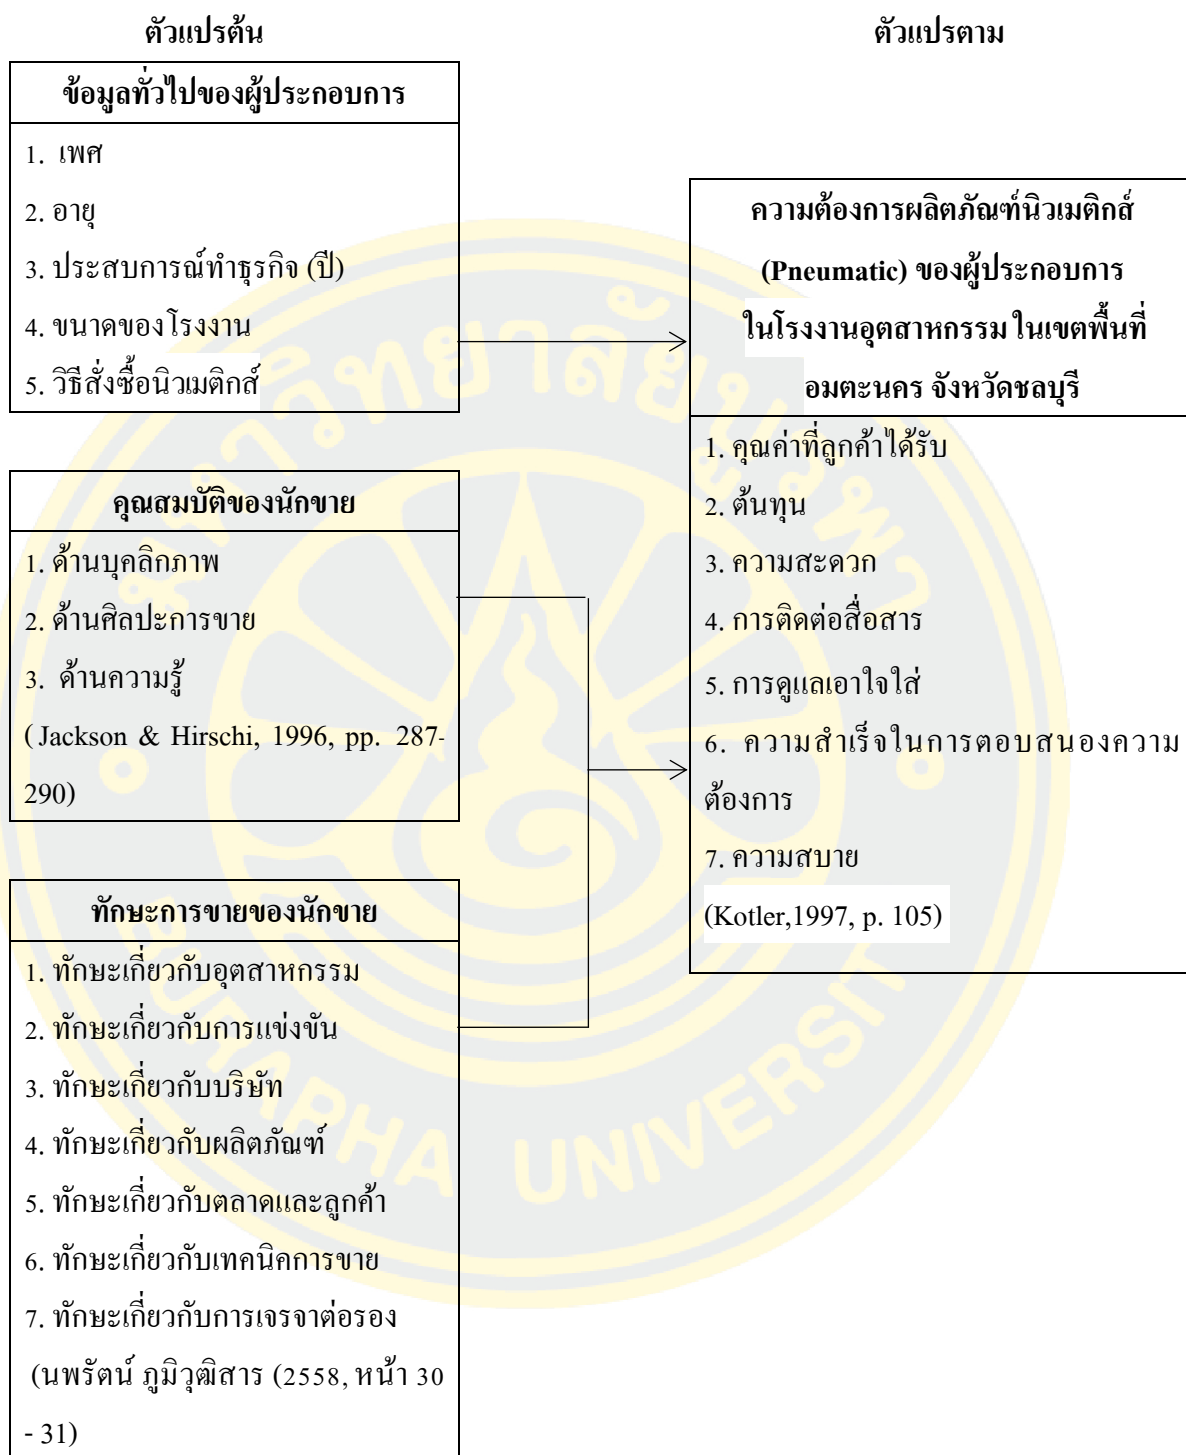 ตัวแปรต้น
ตัวแปรตาม
ข้อมูลทั่วไปของผู้ประกอบการ
1. เพศ
2. อายุ
3. ประสบการณ์ทำธุรกิจ (ปี)
4. ขนาดของโรงงาน
5. วิธีสั่งซื้อนิวเมติกส์
คุณสมบัติของนักขาย
1. ด้านบุคลิกภาพ
2. ด้านศิลปะการขาย
3. ด้านความรู้
( Jackson & Hirschi, 1996, pp. 287-
290)
ทักษะการขายของนักขาย
1. ทักษะเกี่ยวกับอุตสาหกรรม
2. ทักษะเกี่ยวกับการแข่งขัน
3. ทักษะเกี่ยวกับบริษัท
4. ทักษะเกี่ยวกับผลิตภัณฑ์
5. ทักษะเกี่ยวกับตลาดและลูกค้า
6. ทักษะเกี่ยวกับเทคนิคการขาย
7. ทักษะเกี่ยวกับการเจรจาต่อรอง
(นพรัตน์ ภูมิวุฒิสาร (2558, หน้า 30
- 31)
ความต้องการผลิตภัณฑ์นิวเมติกส์
(Pneumatic) ของผู้ประกอบการ
ในโรงงานอุตสาหกรรม ในเขตพื้นที่
อมตะนคร จังหวัดชลบุรี
1. คุณค่าที่ลูกค้าได้รับ
2. ต้นทุน
3. ความสะดวก
4. การติดต่อสื่อสาร
5. การดูแลเอาใจใส่
6. ความสำเร็จในการตอบสนองความ
ต้องการ
7. ความสบาย
(Kotler,1997, p. 105)
มหาวิทยาลัยบูรพา
BURAPHA UNIVERSIT